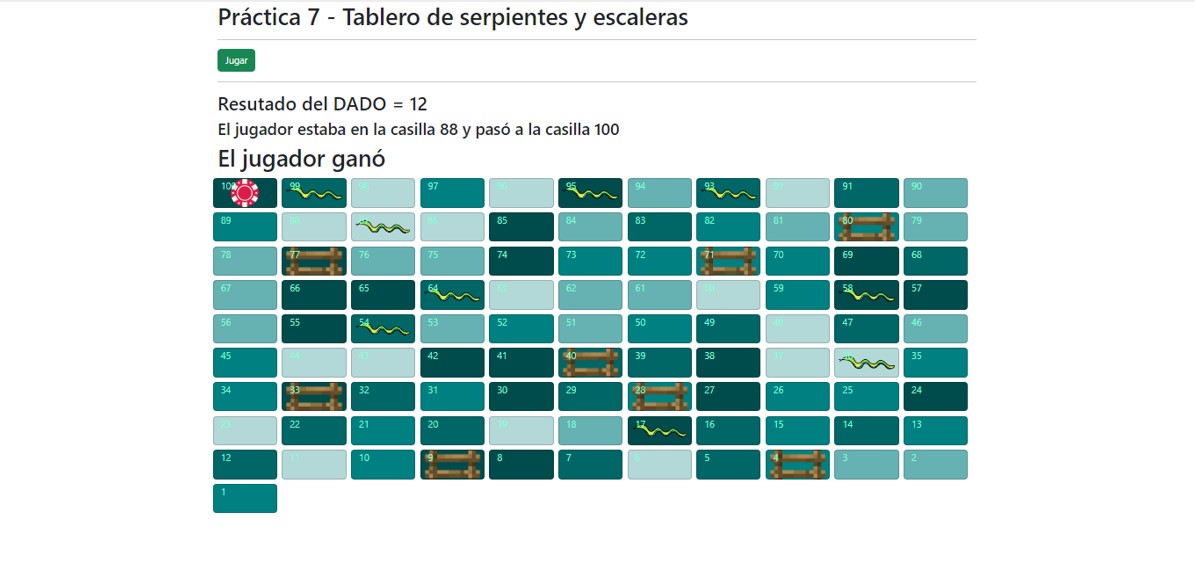 Práctica 7 - Tablero de serpientes y escaleras
Jugar
Resutado del DADO = 12
El jugador estaba en la casilla 88 y pasó a la casilla 100
El jugador ganó
100 99 98 97 96 95 94 93 92 91 90
89 88 87 86 85 84 83 82 81 80 79
78 77 76 75 74 73 72 71 70 69 68
67 66 65 64 63 62 61 60 59 58 57
56 55 54 53 52 51 50 49 48 47 46
45 44 43 42 41 40 39 38 37 36 35
34 33 32 31 30 29 28 27 26 25 24
23 22 21 20 19 18 17 16 15 14 13
12 11 10 9 8 7 6 5 4 3 2
1